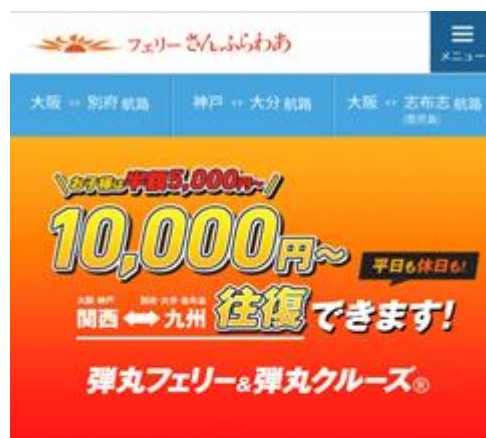 フェリーさんふらわあ
メニュー
大阪 ↔ 別府 航路
神戸 ↔ 大分 航路
大阪 ↔ 志布志 航路
(鹿児島)
お子様は半額5,000円~
10,000円~
平日も休日も!
大阪・神戸
別府・大分・志布志
関西 ↔ 九州 往復できます!
弾丸フェリー&弾丸クルーズ®